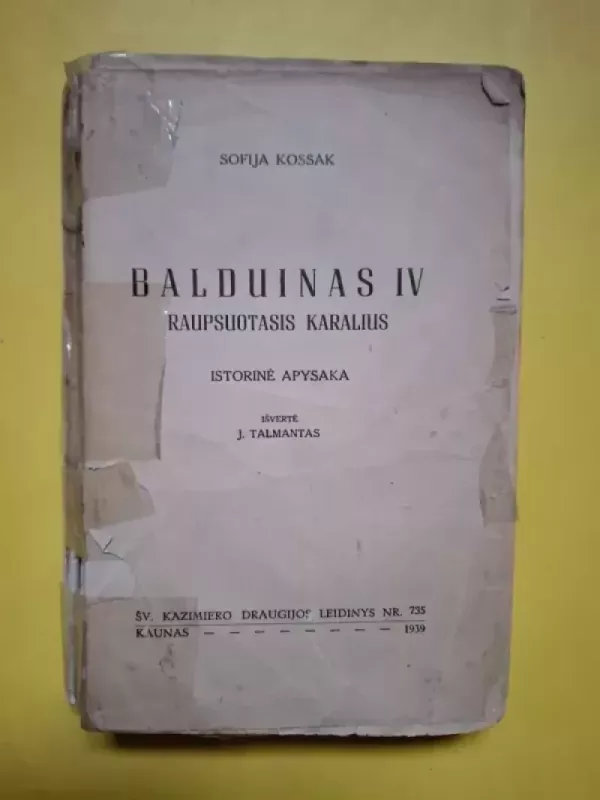 SOFIJA KOSSAK
BALDUINAS IV
RAUPSUOTASIS KARALIUS
ISTORINĖ APYSAKA
IŠVERTĖ
J. TALMANTAS
ŠV. KAZIMIERO DRAUGIJOS LEIDINYS NR. 735
KAUNAS – – – – – – – – 1939